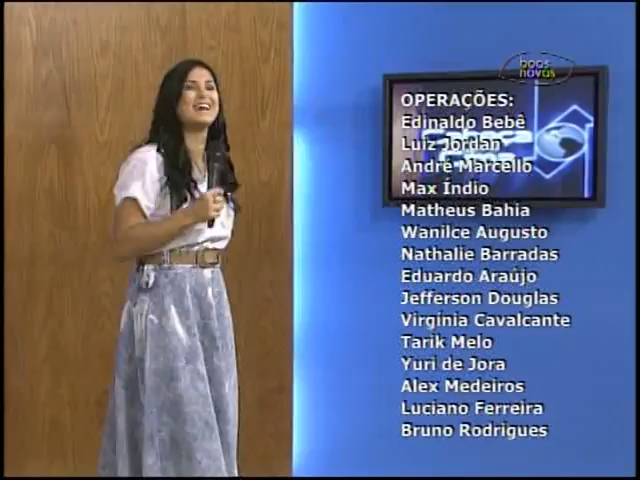 boas
novas
OPERAÇÕES:
Edinaldo Bebê
Luiz Jordan
André Marcello
Max Índio
Matheus Bahia
Wanilce Augusto
Nathalie Barradas
Eduardo Araújo
Jefferson Douglas
Virgínia Cavalcante
Tarik Melo
Yuri de Jora
Alex Medeiros
Luciano Ferreira
Bruno Rodrigues